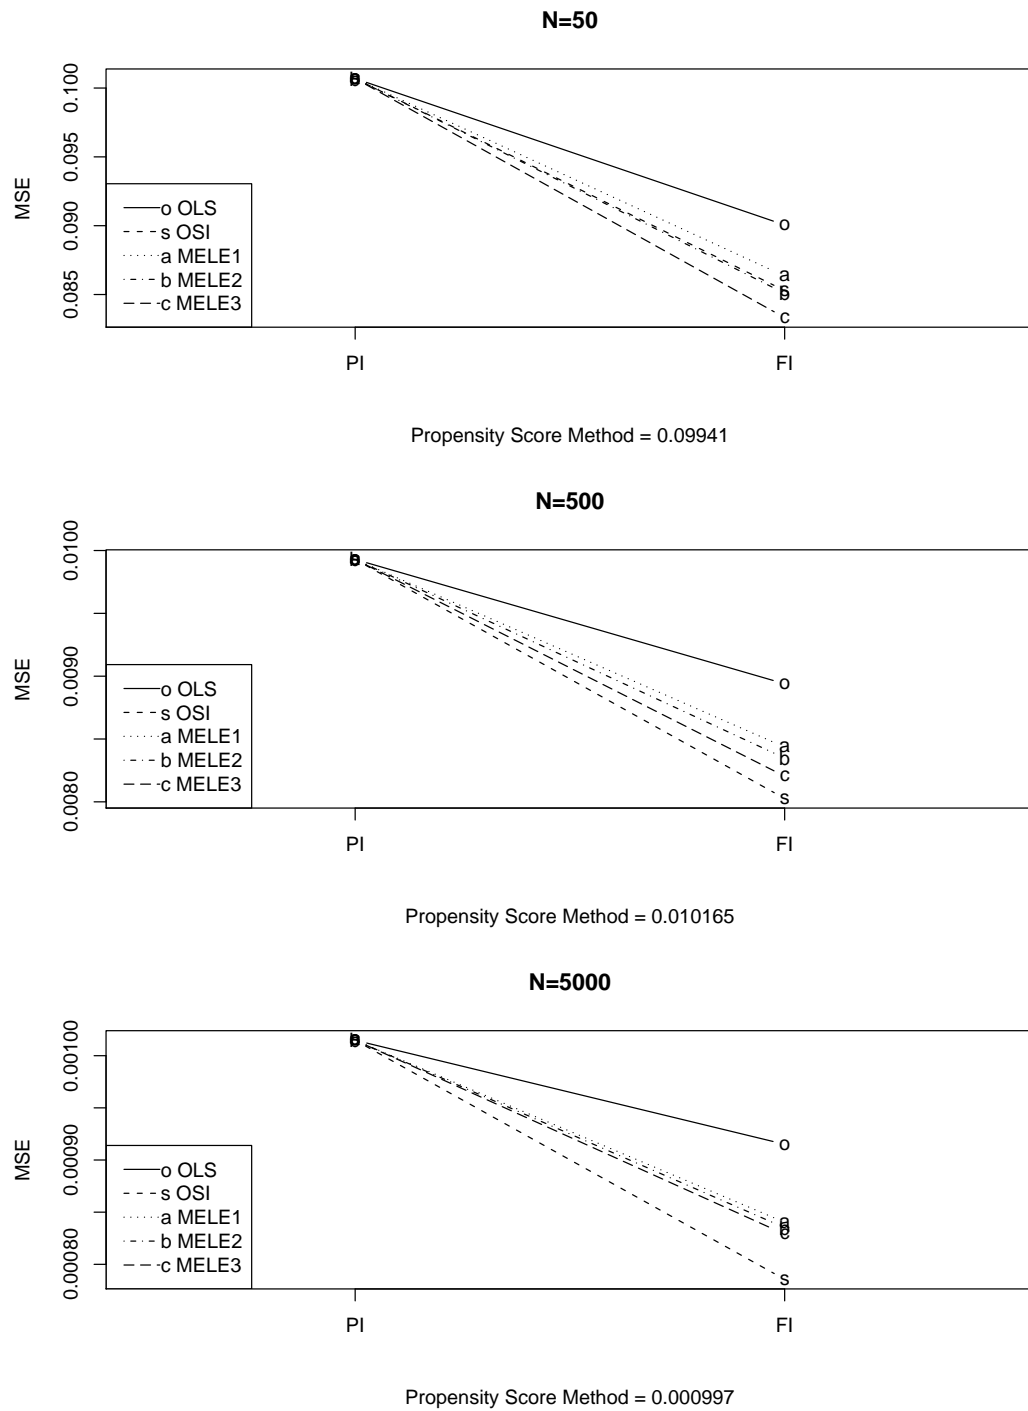 N=50
MSE
0.100
0.095
0.090
0.085
o OLS
s OSI
a MELE1
b MELE2
c MELE3
b
o
a
s
b
c
PI
FI
Propensity Score Method = 0.09941
N=500
MSE
0.0100
0.0090
0.0080
o OLS
s OSI
a MELE1
b MELE2
c MELE3
b
o
a
b
c
s
PI
FI
Propensity Score Method = 0.010165
N=5000
MSE
0.00100
0.00090
0.00080
o OLS
s OSI
a MELE1
b MELE2
c MELE3
b
o
a
b
c
s
PI
FI
Propensity Score Method = 0.000997